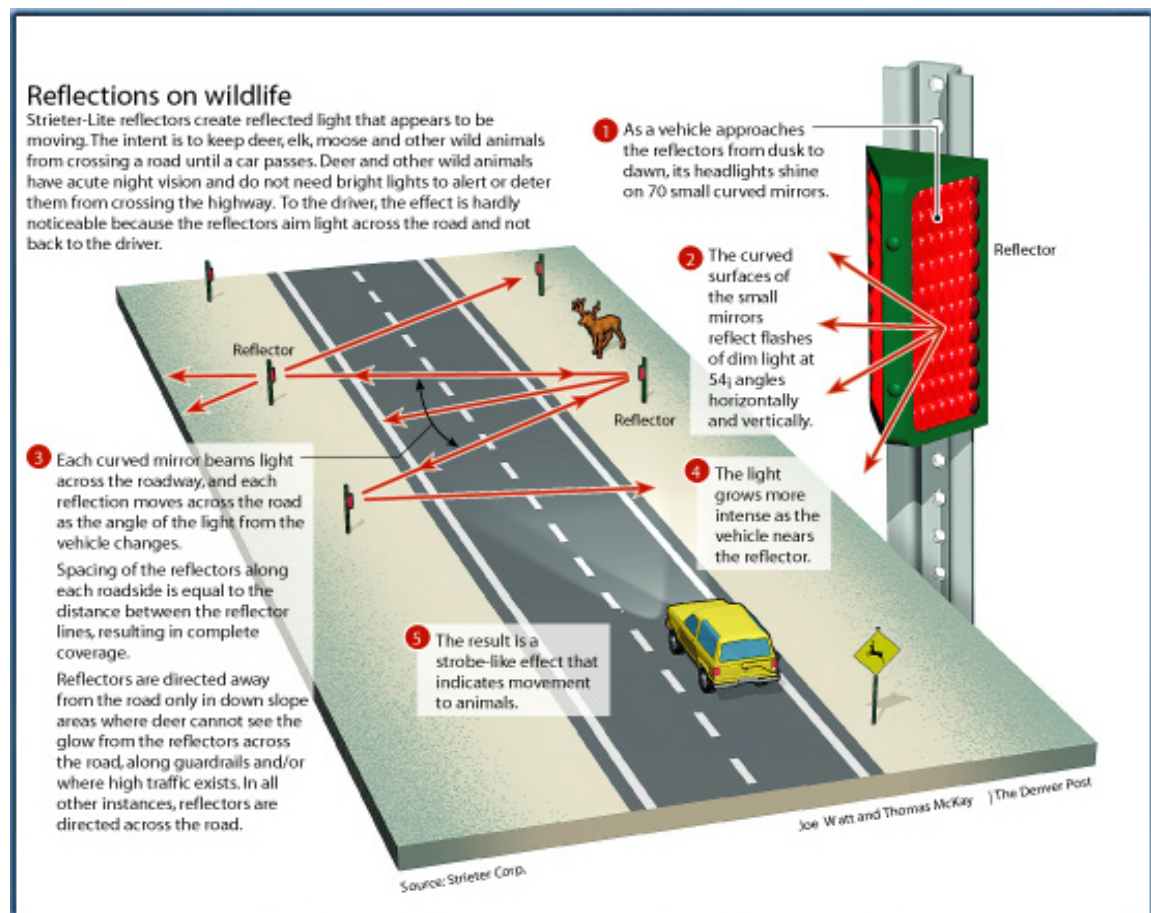 Reflections on wildlife
Strieter-Lite reflectors create reflected light that appears to be
moving. The intent is to keep deer, elk, moose and other wild animals
from crossing a road until a car passes. Deer and other wild animals
have acute night vision and do not need bright lights to alert or deter
them from crossing the highway. To the driver, the effect is hardly
noticeable because the reflectors aim light across the road and not
back to the driver.
1 As a vehicle approaches
the reflectors from dusk to
dawn, its headlights shine
on 70 small curved mirrors.
Reflector
2 The curved
surfaces of
the small
mirrors
reflect flashes
of dim light at
54¡ angles
horizontally
and vertically.
Reflector
Reflector
3 Each curved mirror beams light
across the roadway, and each
reflection moves across the road
as the angle of the light from the
vehicle changes.
Spacing of the reflectors along
each roadside is equal to the
distance between the reflector
lines, resulting in complete
coverage.
Reflectors are directed away
from the road only in down slope
areas where deer cannot see the
glow from the reflectors across
the road, along guardrails and/or
where high traffic exists. In all
other instances, reflectors are
directed across the road.
4 The light
grows more
intense as the
vehicle nears
the reflector.
5 The result is a
strobe-like effect that
indicates movement
to animals.
Source: Strieter Corp.
Joe Watt and Thomas McKay | The Denver Post